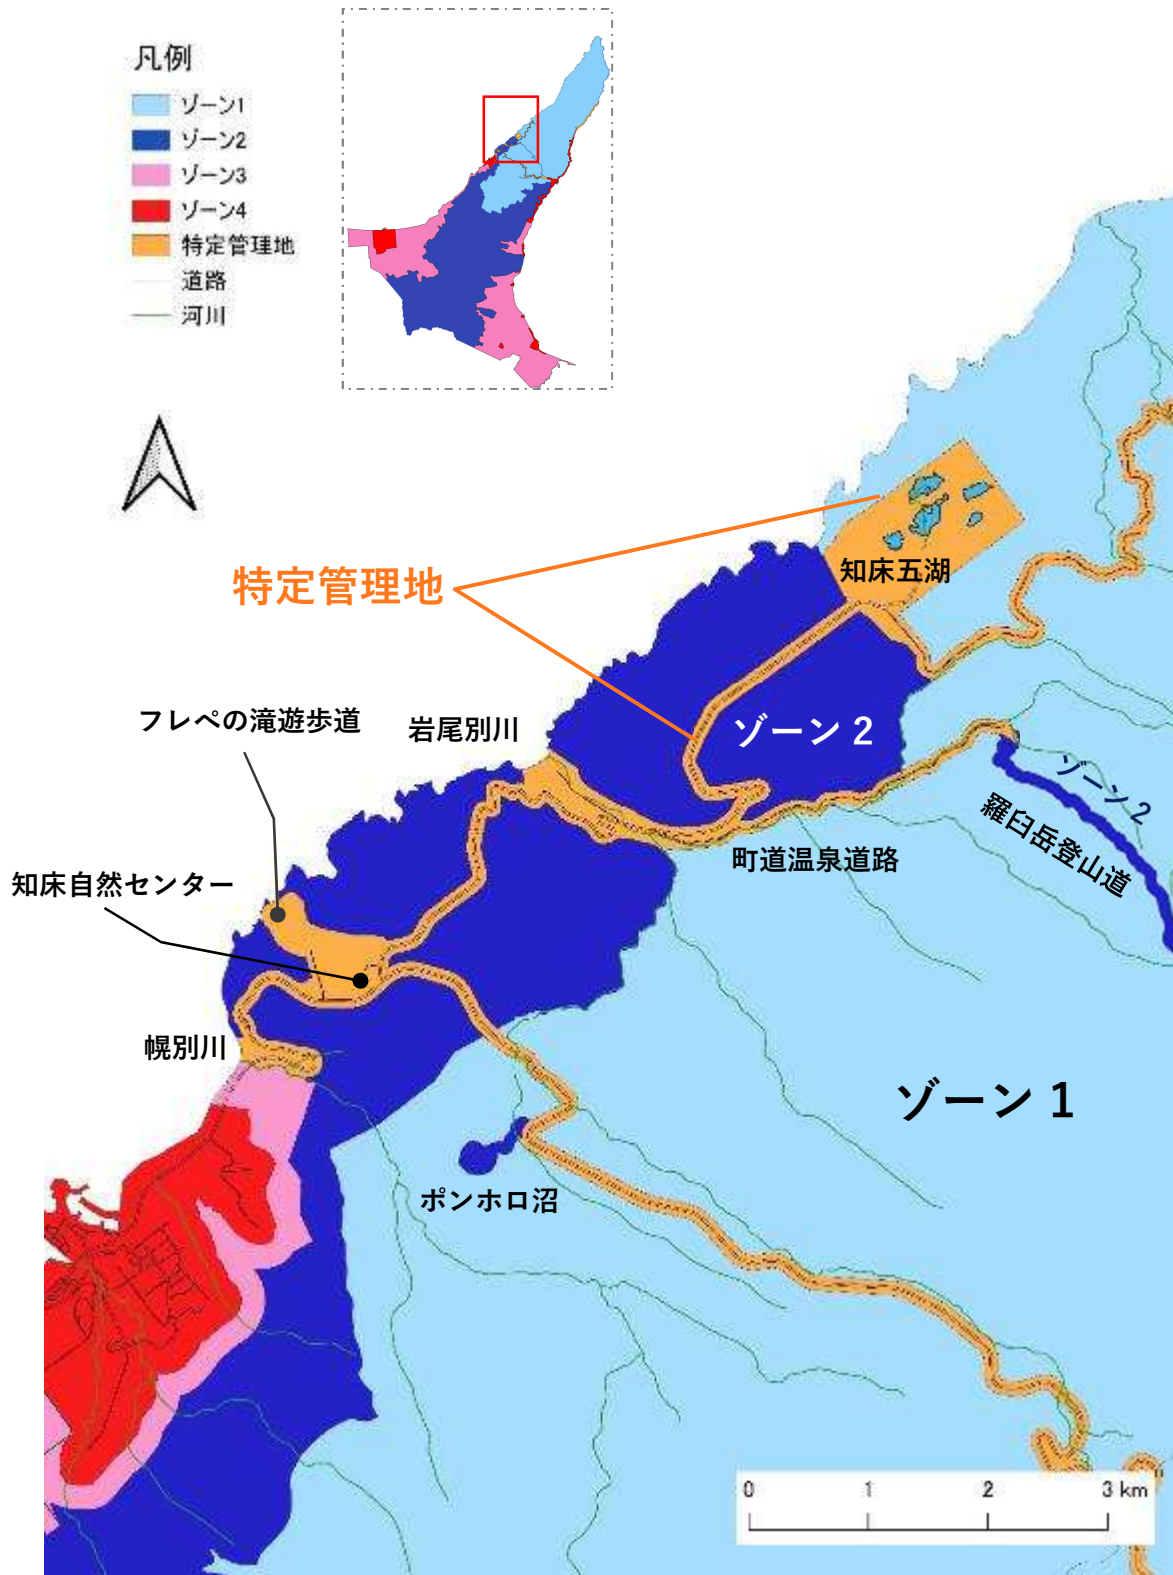 凡例
ゾーン1
ゾーン2
ゾーン3
ゾーン4
特定管理地
道路
河川
特定管理地
知床五湖
ゾーン2
岩尾別川
フレペの滝遊歩道
ゾーン2
羅臼岳登山道
町道温泉道路
知床自然センター
幌別川
ゾーン1
ポンホロ沼
0 1 2 3 km